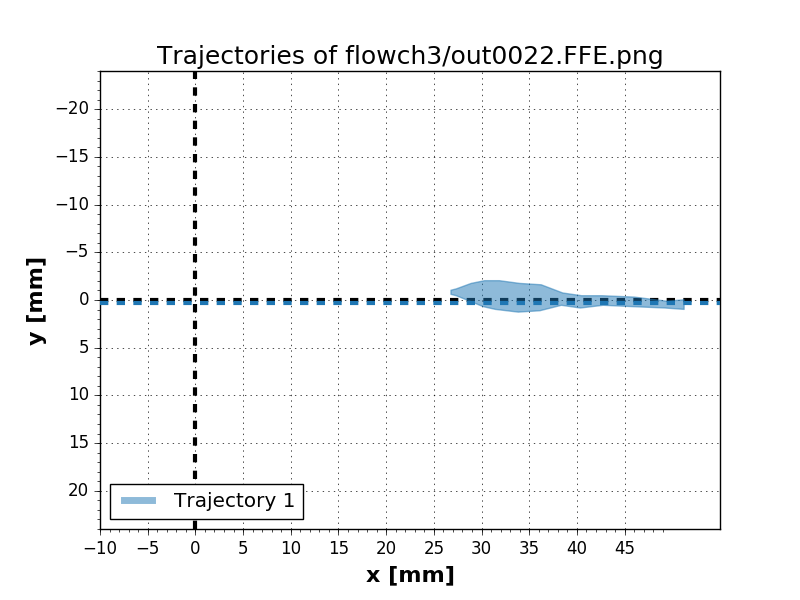 Trajectories of flowch3/out0022.FFE.png
y [mm]
−20
−15
−10
−5
0
5
10
15
20
Trajectory 1
−10 −5 0 5 10 15 20 25 30 35 40 45
x [mm]